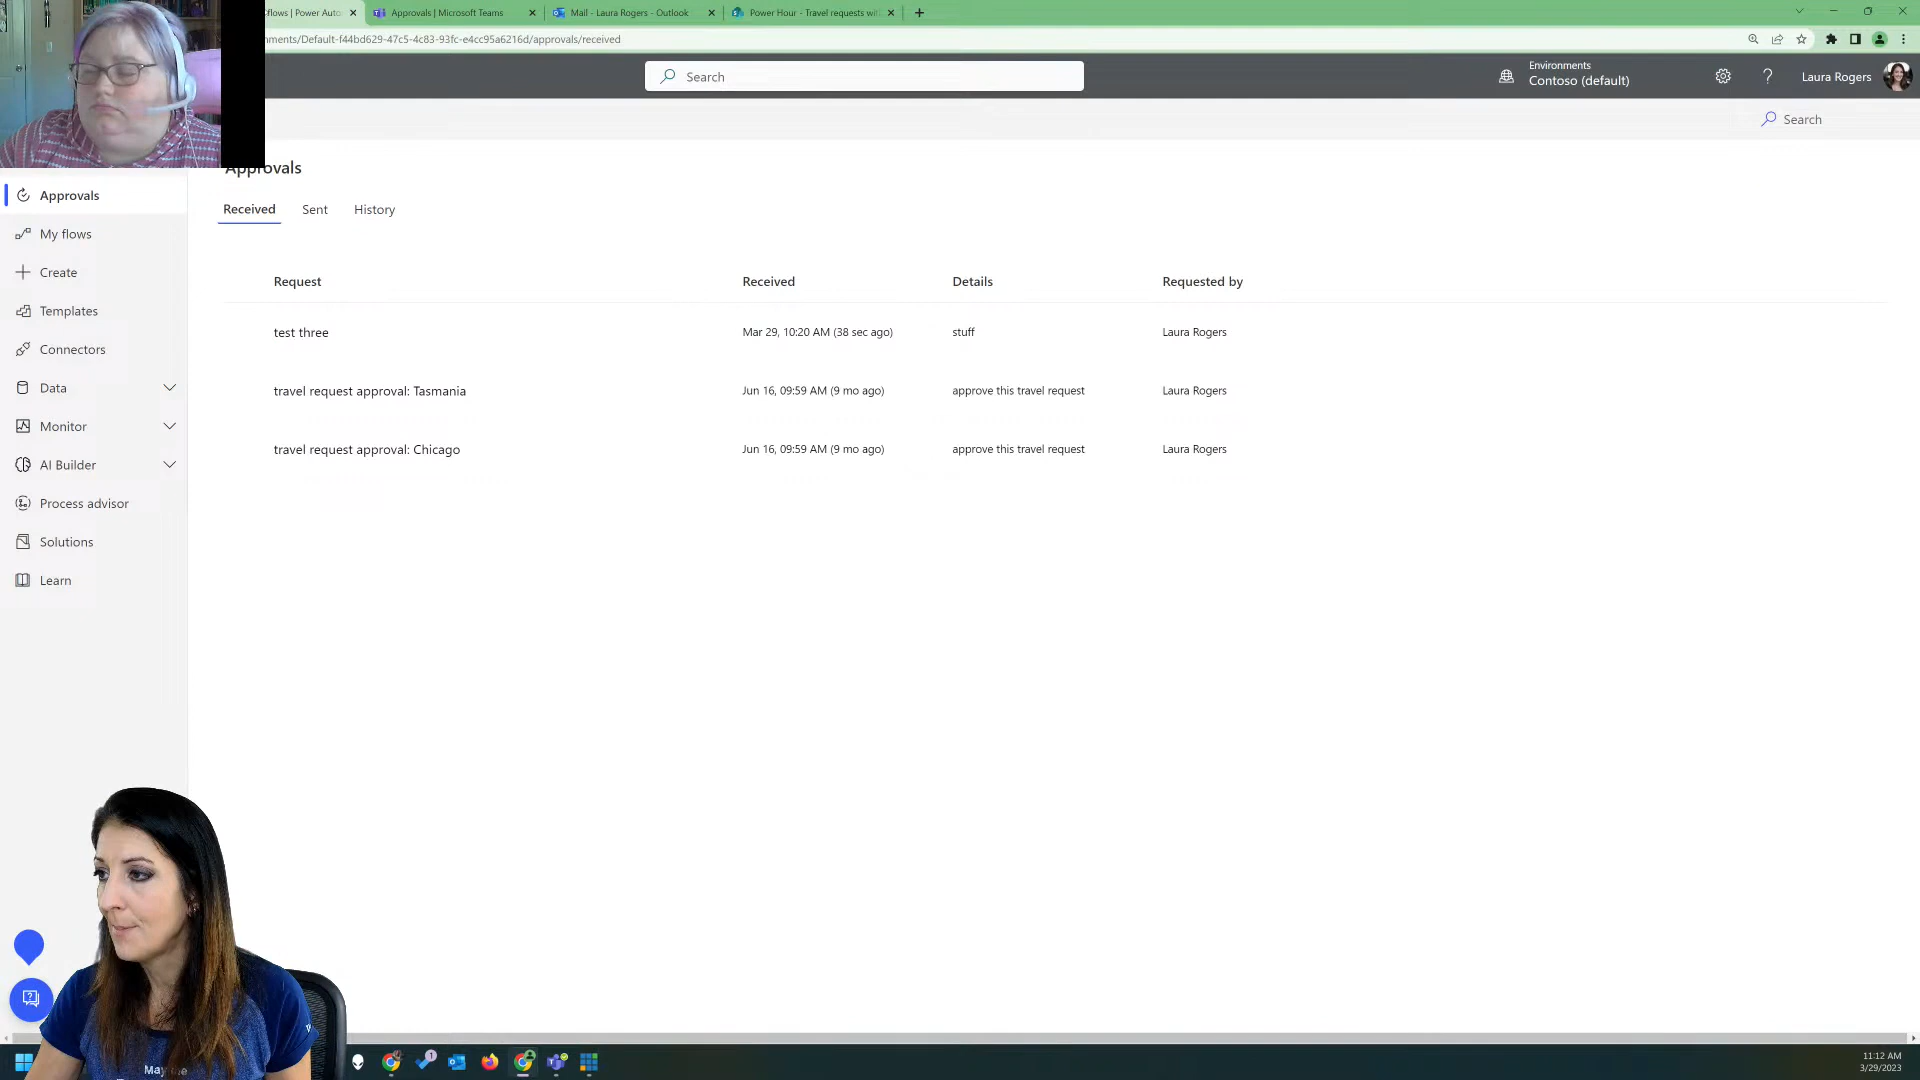 flows | Power Auto
Approvals | Microsoft Teams
Mail - Laura Rogers - Outlook
Power Hour - Travel requests wit
nments/Default-f44bd629-47c5-4c83-93fc-e4cc95a6216d/approvals/received
Search
Environments
Contoso (default)
Laura Rogers
Search
Approvals
Approvals
My flows
Create
Templates
Connectors
Data
Monitor
AI Builder
Process advisor
Solutions
Learn
Received Sent History
Request Received Details Requested by
test three Mar 29, 10:20 AM (38 sec ago) stuff Laura Rogers
travel request approval: Tasmania Jun 16, 09:59 AM (9 mo ago) approve this travel request Laura Rogers
travel request approval: Chicago Jun 16, 09:59 AM (9 mo ago) approve this travel request Laura Rogers
May the
1
11:12 AM
3/29/2023